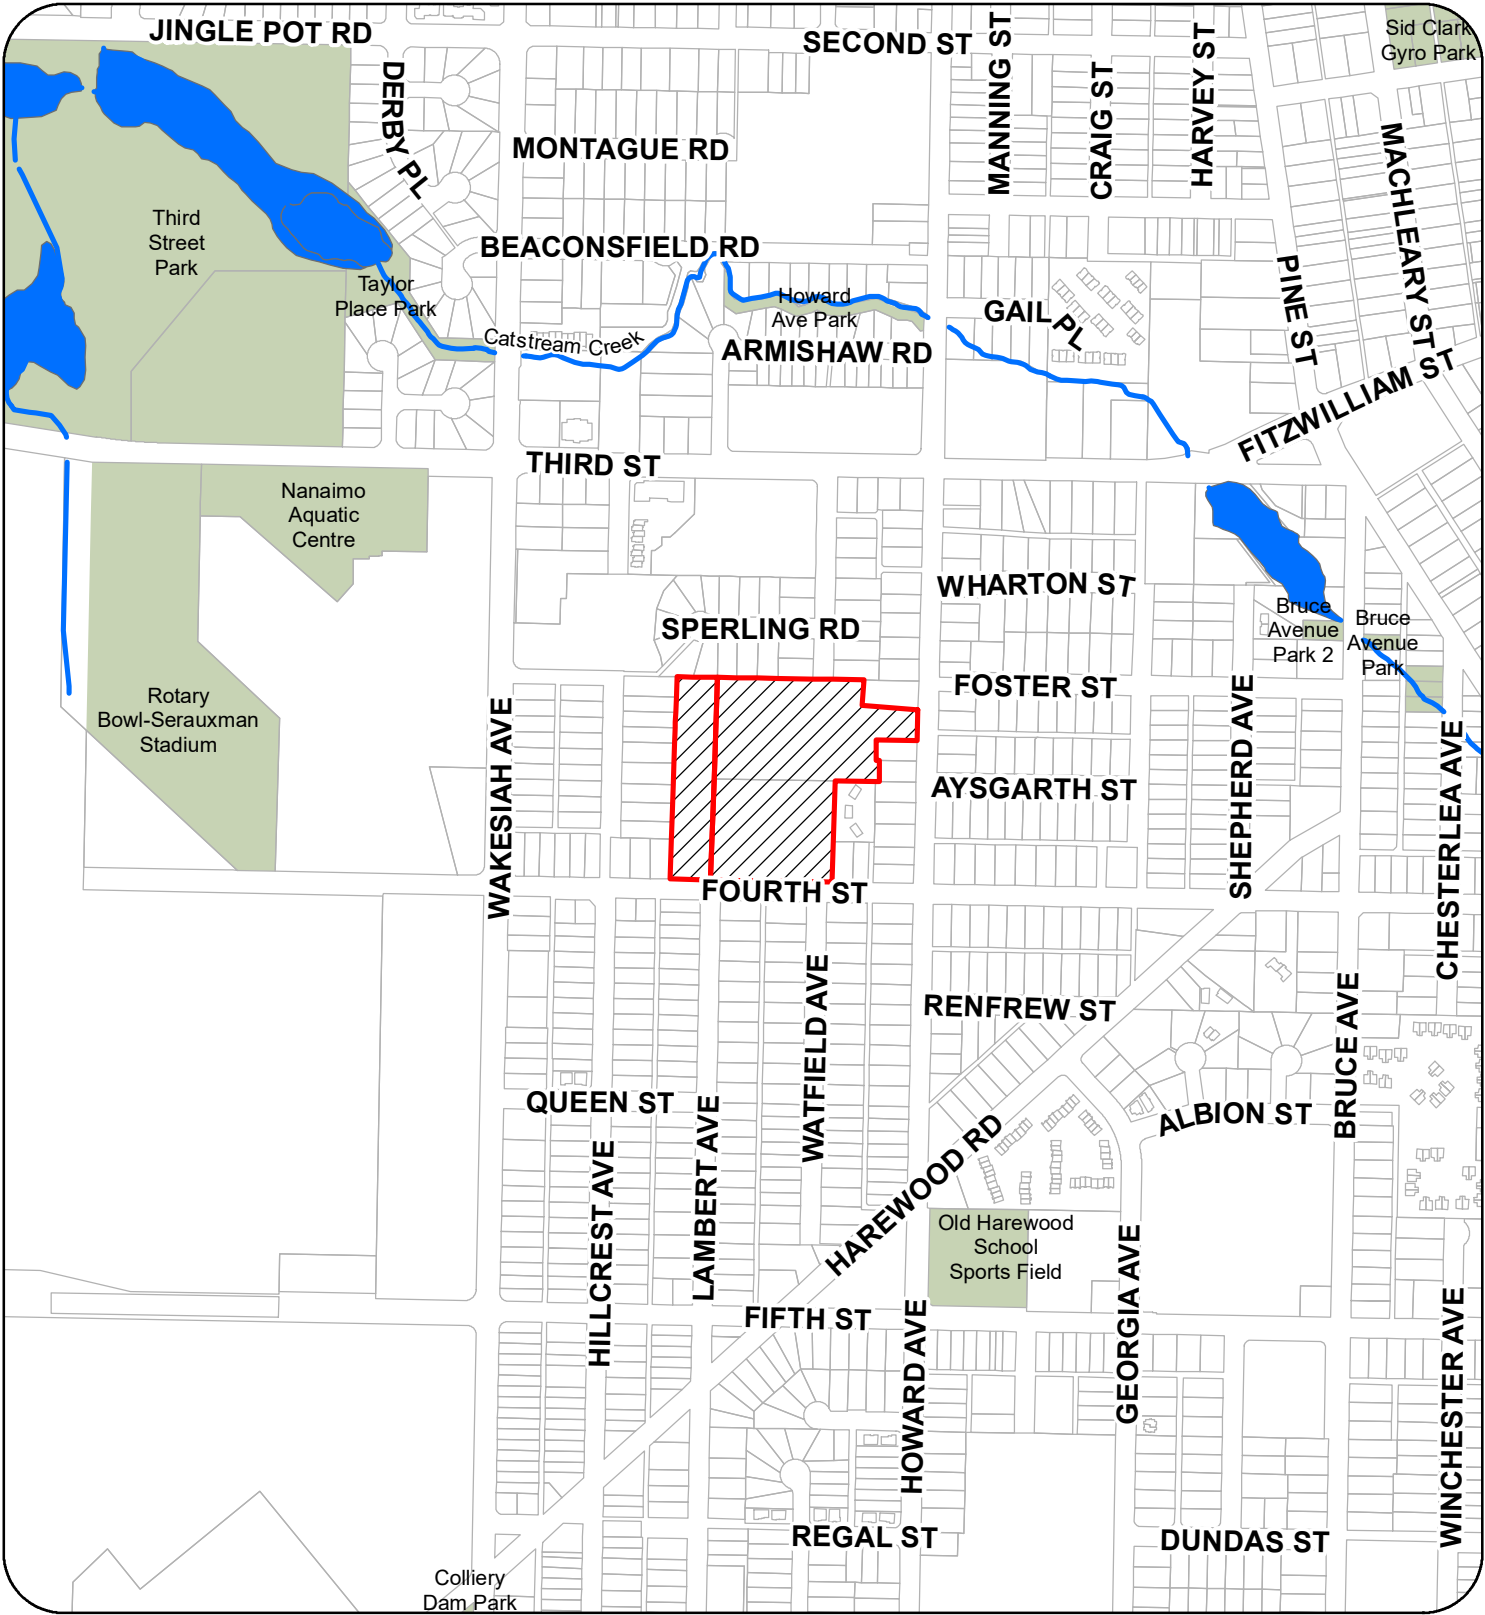 JINGLE POT RD
SECOND ST
MANNING ST
CRAIG ST
HARVEY ST
Sid Clark
Gyro Park
DERBY PL
MONTAGUE RD
MACHLEARY ST
Third
Street
Park
BEACONSFIELD RD
Taylor
Place Park
Howard
Ave Park
GAIL PL
PINE ST
Catstream Creek
ARMISHAW RD
FITZWILLIAM ST
THIRD ST
Nanaimo
Aquatic
Centre
WHARTON ST
Bruce
Avenue
Park 2
Bruce
Avenue
Park
SPERLING RD
FOSTER ST
Rotary
Bowl-Serauxman
Stadium
WAKESIAH AVE
SHEPHERD AVE
CHESTERLEA AVE
AYSGARTH ST
FOURTH ST
WATFIELD AVE
RENFREW ST
BRUCE AVE
QUEEN ST
LAMBERT AVE
HILLCREST AVE
HAREWOOD RD
ALBION ST
Old Harewood
School
Sports Field
GEORGIA AVE
FIFTH ST
HOWARD AVE
WINCHESTER AVE
REGAL ST
DUNDAS ST
Colliery
Dam Park